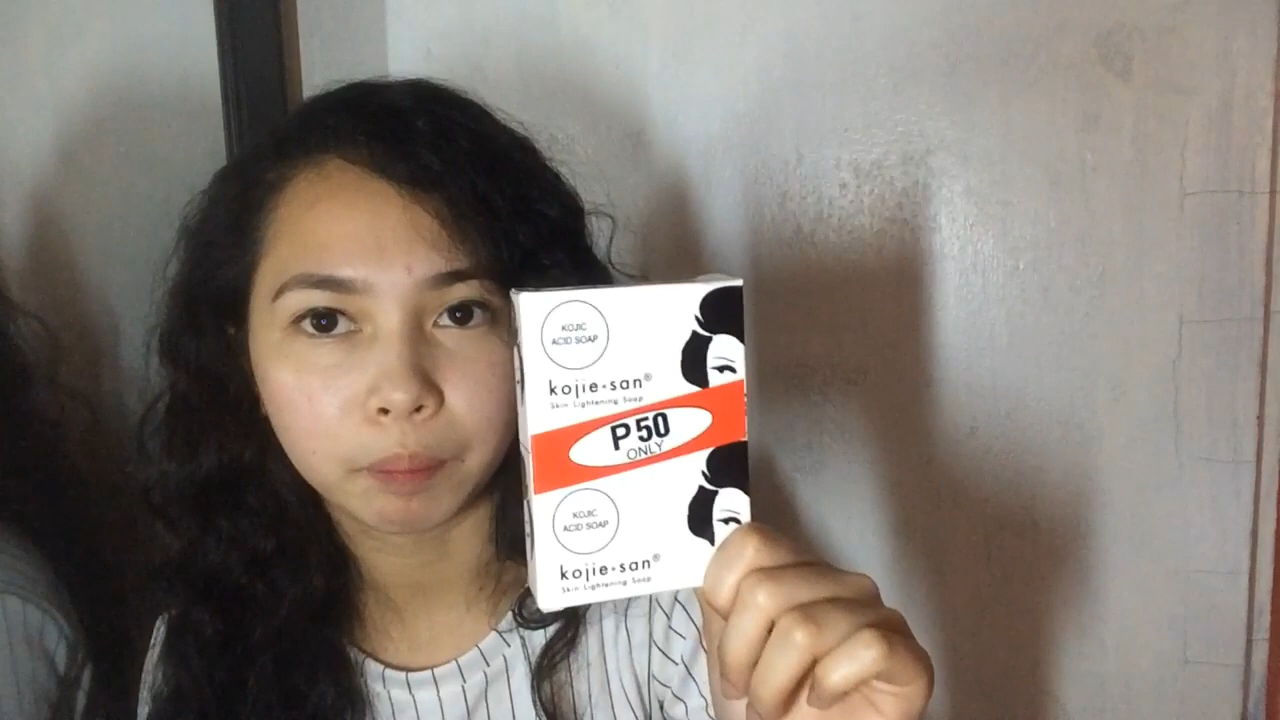 KOJIC
ACID SOAP
kojie·san®
Skin Lightening Soap
P50
ONLY
KOJIC
ACID SOAP
kojie·san®
Skin Lightening Soap